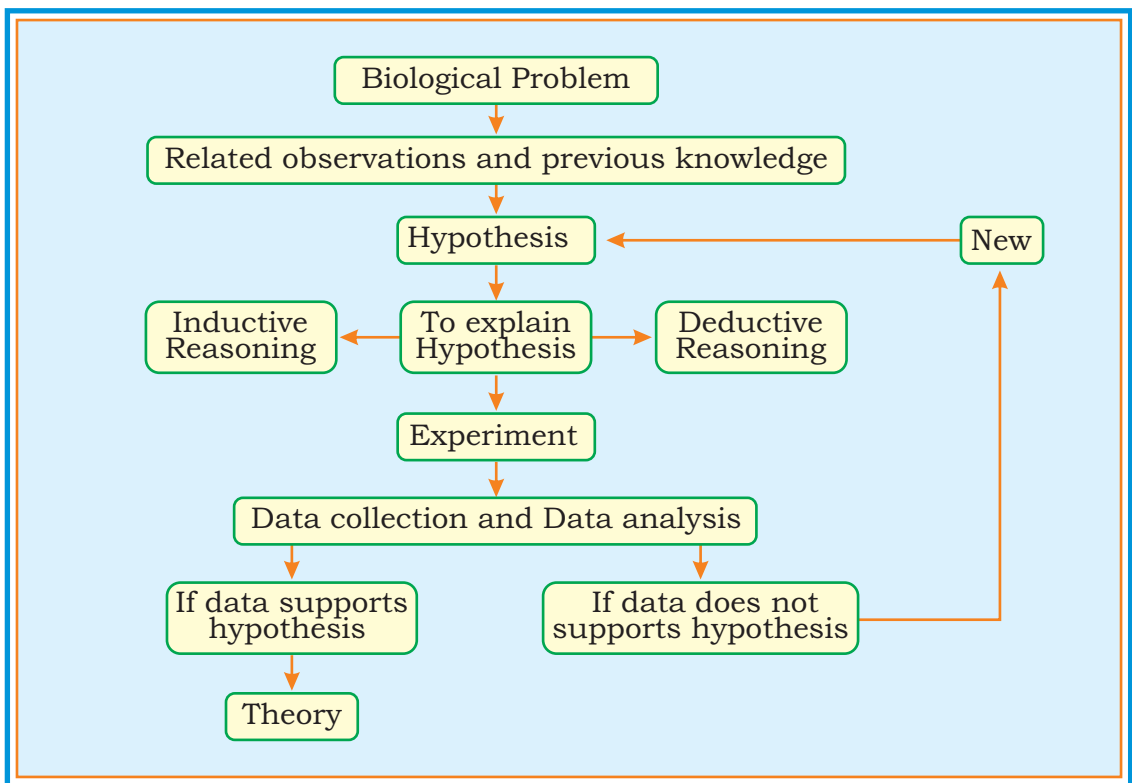 Biological Problem
Related observations and previous knowledge
Hypothesis
New
Inductive
Reasoning
To explain
Hypothesis
Deductive
Reasoning
Experiment
Data collection and Data analysis
If data supports
hypothesis
If data does not
supports hypothesis
Theory